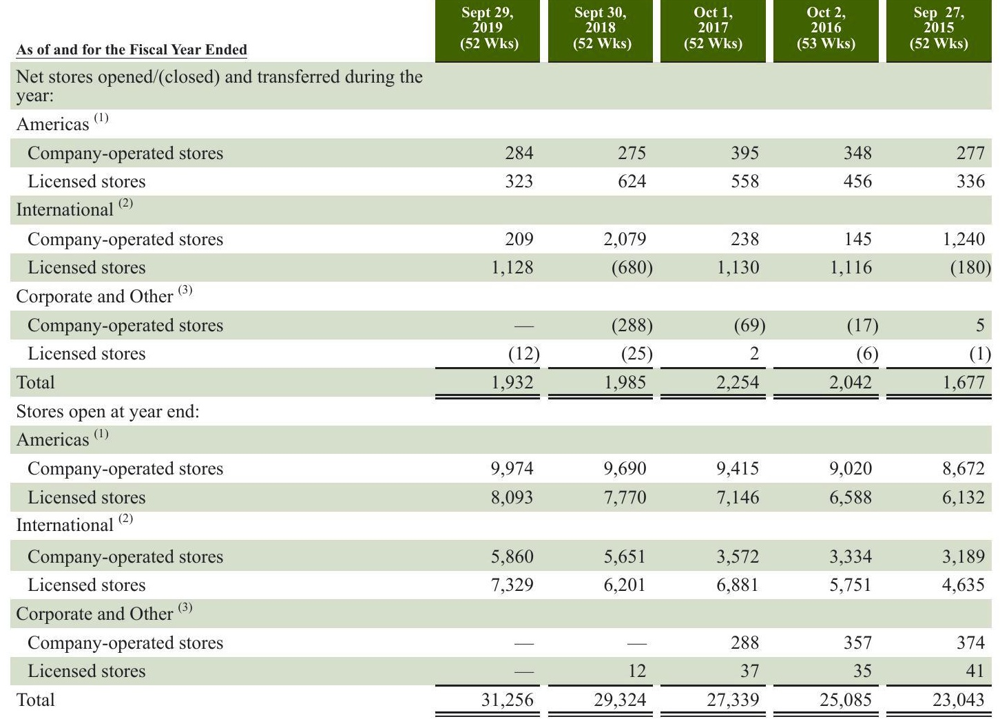 As of and for the Fiscal Year Ended Sept 29, 2019 (52 Wks) Sept 30, 2018 (52 Wks) Oct 1, 2017 (52 Wks) Oct 2, 2016 (53 Wks) Sep 27, 2015 (52 Wks)
Net stores opened/(closed) and transferred during the
year:
Americas (1)
Company-operated stores 284 275 395 348 277
Licensed stores 323 624 558 456 336
International (2)
Company-operated stores 209 2,079 238 145 1,240
Licensed stores 1,128 (680) 1,130 1,116 (180)
Corporate and Other (3)
Company-operated stores — (288) (69) (17) 5
Licensed stores (12) (25) 2 (6) (1)
Total 1,932 1,985 2,254 2,042 1,677
Stores open at year end:
Americas (1)
Company-operated stores 9,974 9,690 9,415 9,020 8,672
Licensed stores 8,093 7,770 7,146 6,588 6,132
International (2)
Company-operated stores 5,860 5,651 3,572 3,334 3,189
Licensed stores 7,329 6,201 6,881 5,751 4,635
Corporate and Other (3)
Company-operated stores — — 288 357 374
Licensed stores — 12 37 35 41
Total 31,256 29,324 27,339 25,085 23,043